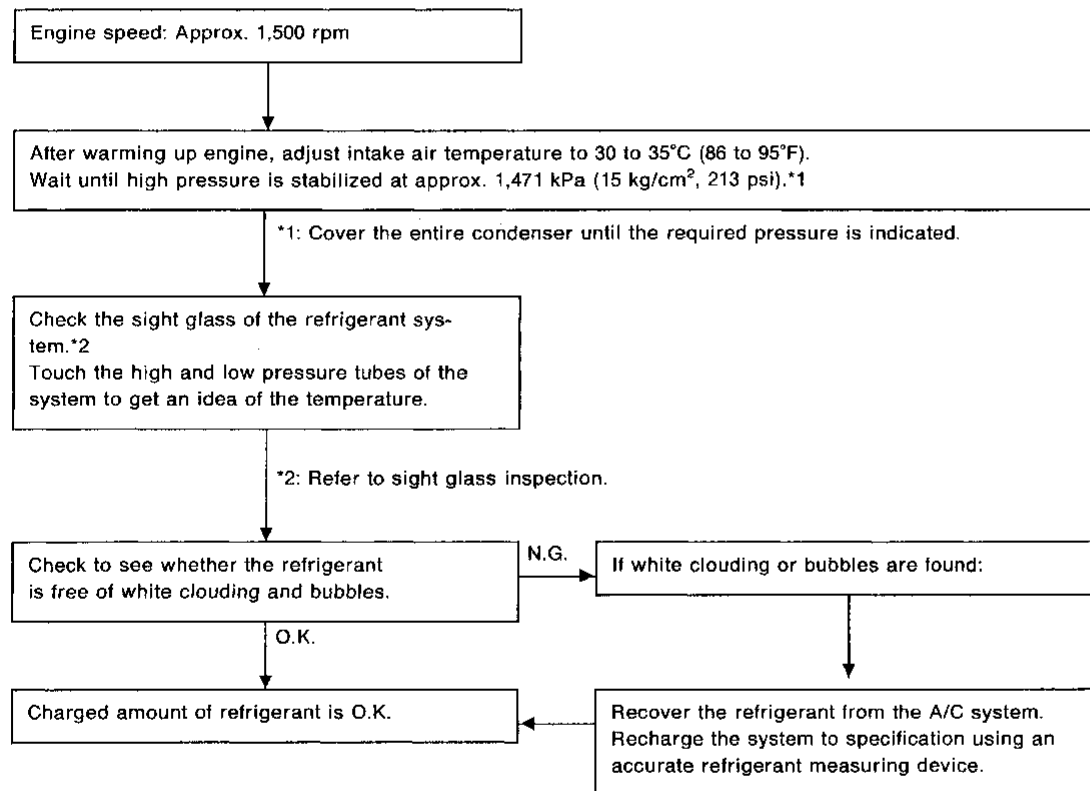 Engine speed: Approx. 1,500 rpm
After warming up engine, adjust intake air temperature to 30 to 35°C (86 to 95°F).
Wait until high pressure is stabilized at approx. 1,471 kPa (15 kg/cm², 213 psi).*1
*1: Cover the entire condenser until the required pressure is indicated.
Check the sight glass of the refrigerant sys-
tem.*2
Touch the high and low pressure tubes of the
system to get an idea of the temperature.
*2: Refer to sight glass inspection.
Check to see whether the refrigerant
is free of white clouding and bubbles.
N.G.
If white clouding or bubbles are found:
O.K.
Charged amount of refrigerant is O.K.
Recover the refrigerant from the A/C system.
Recharge the system to specification using an
accurate refrigerant measuring device.